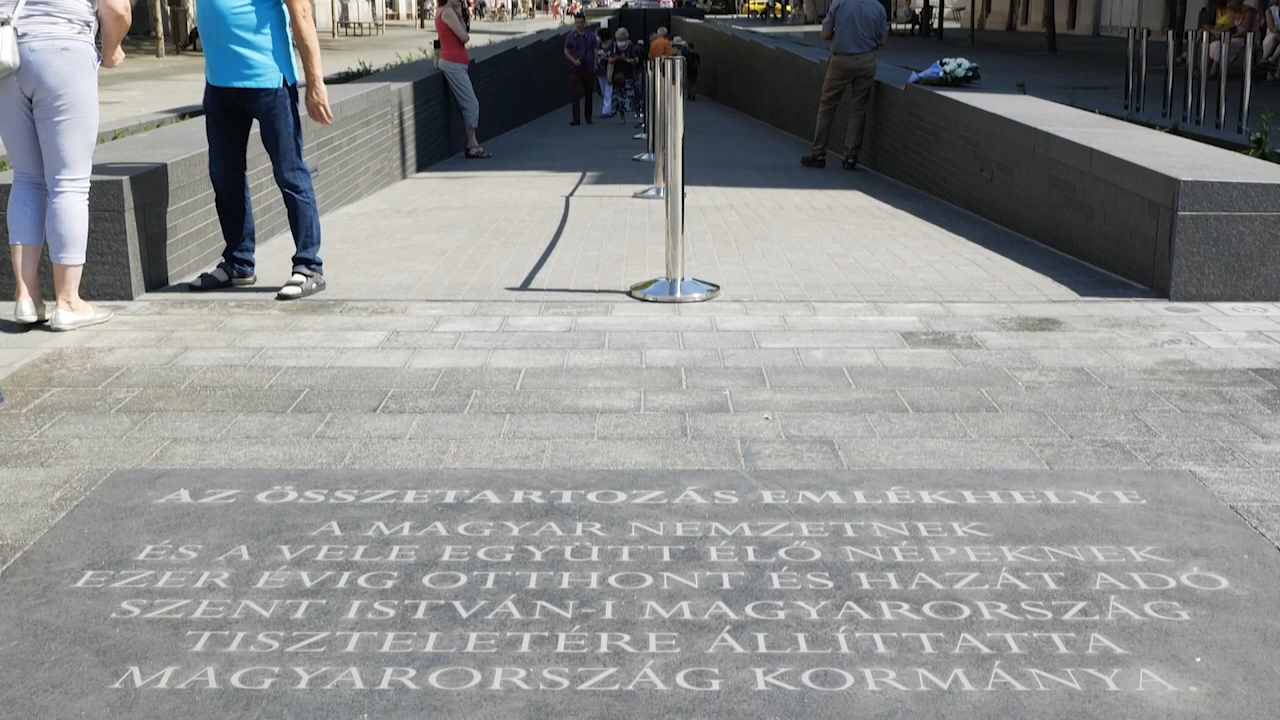 AZ ÖSSZETARTOZÁS EMLÉKHELYE
A MAGYAR NEMZETNEK
ÉS A VELE EGYÜTT ÉLŐ NÉPEKNEK
EZER ÉVIG OTTHONT ÉS HAZÁT ADÓ
SZENT ISTVÁN-I MAGYARORSZÁG
TISZTELETÉRE ÁLLÍTTATTA
MAGYARORSZÁG KORMÁNYA.